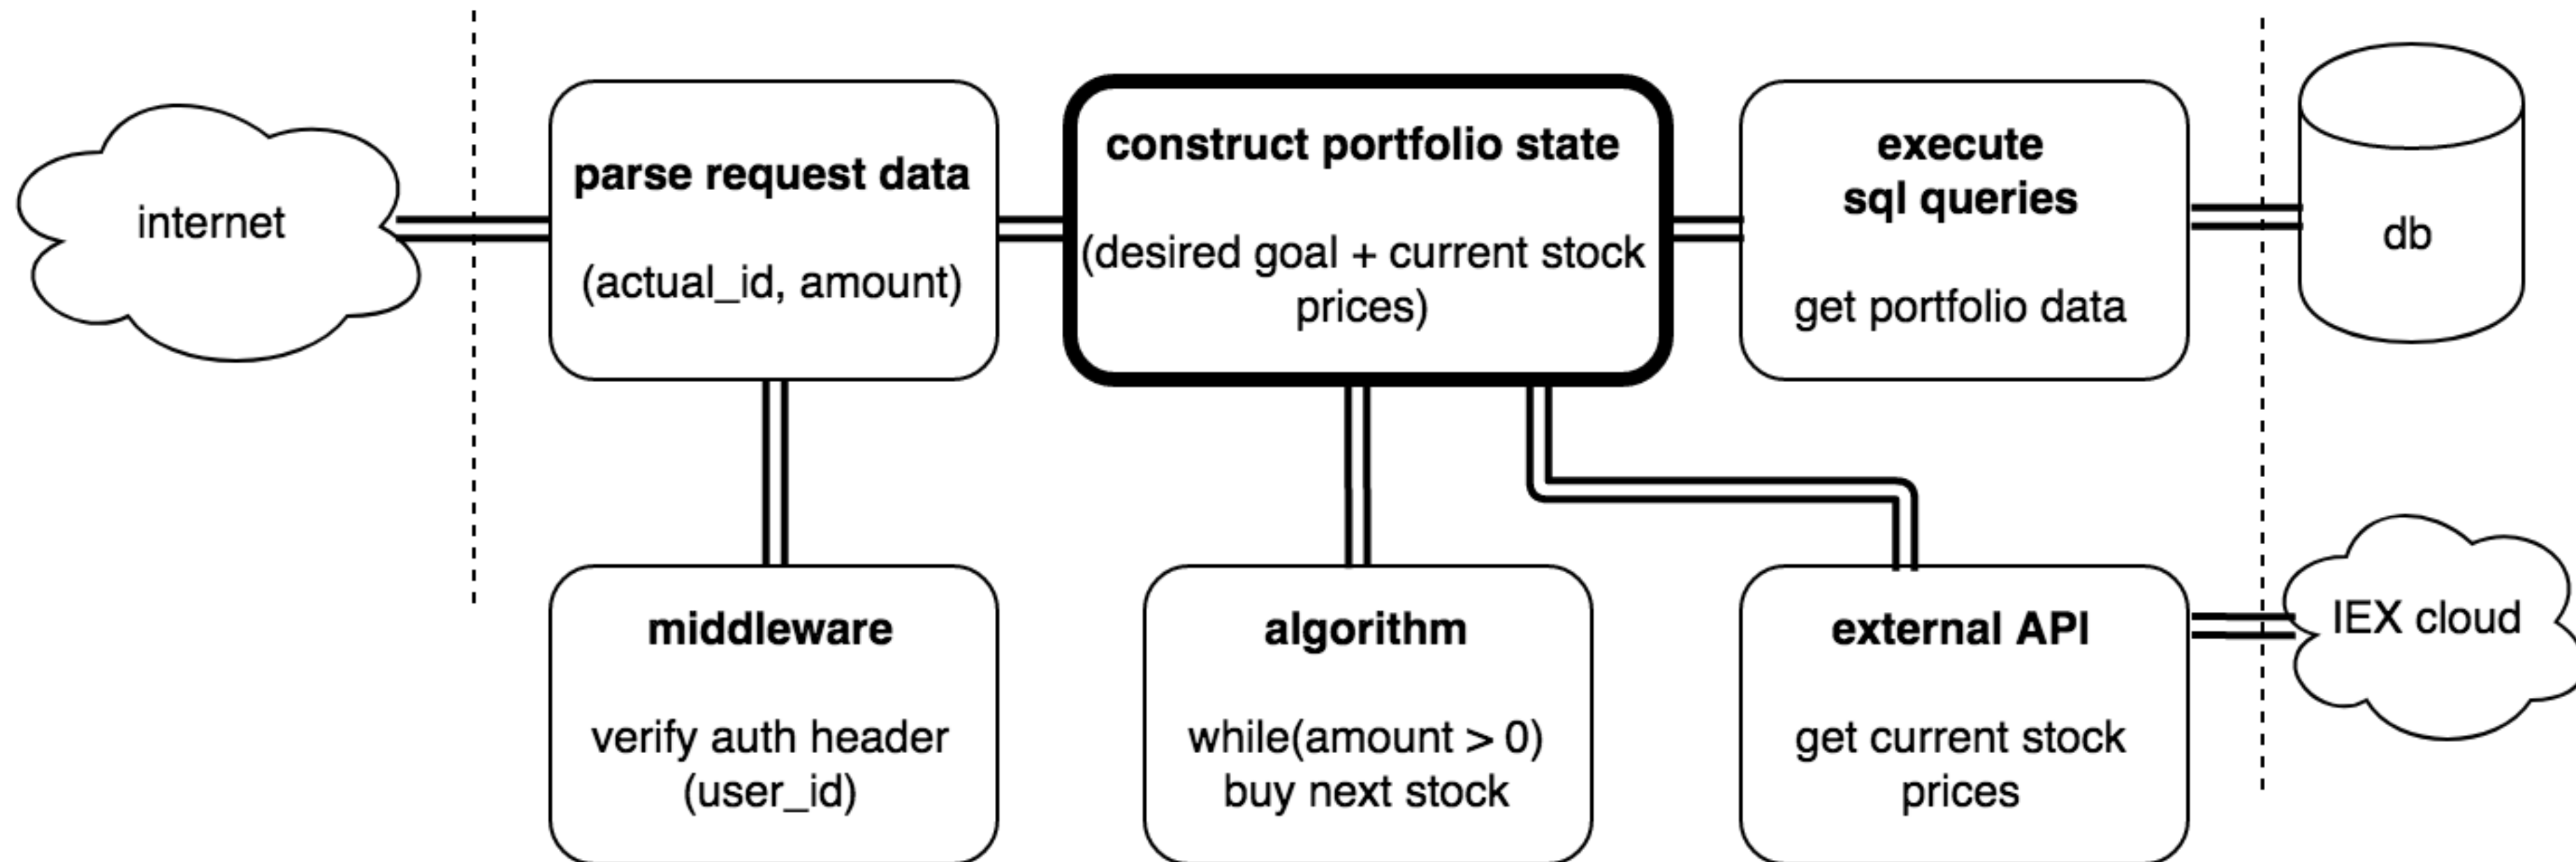 internet
parse request data
(actual_id, amount)
construct portfolio state
(desired goal + current stock
prices)
execute
sql queries
get portfolio data
db
middleware
verify auth header
(user_id)
algorithm
while(amount > 0)
buy next stock
external API
get current stock
prices
IEX cloud